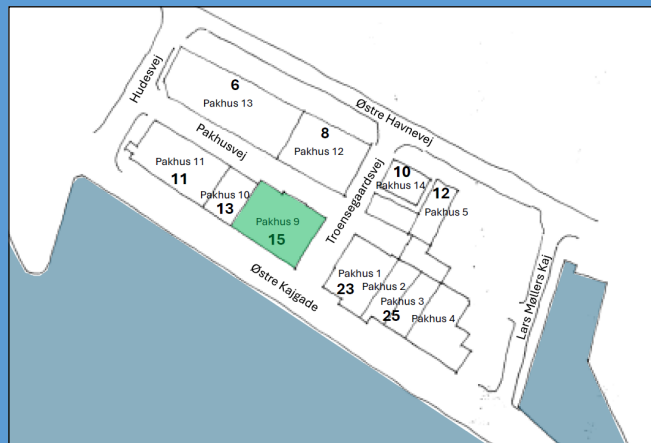 6
Pakhus 13
Hudesvej
Østre Havnevej
8
Pakhus 12
Pakhusvej
Pakhus 11
11
Pakhus 10
13
Pakhus 9
15
Troensegaardsvej
10
Pakhus 14
12
Pakhus 5
Østre Kajgade
Pakhus 1
23
Pakhus 2
Pakhus 3
25
Pakhus 4
Lars Møllers Kaj